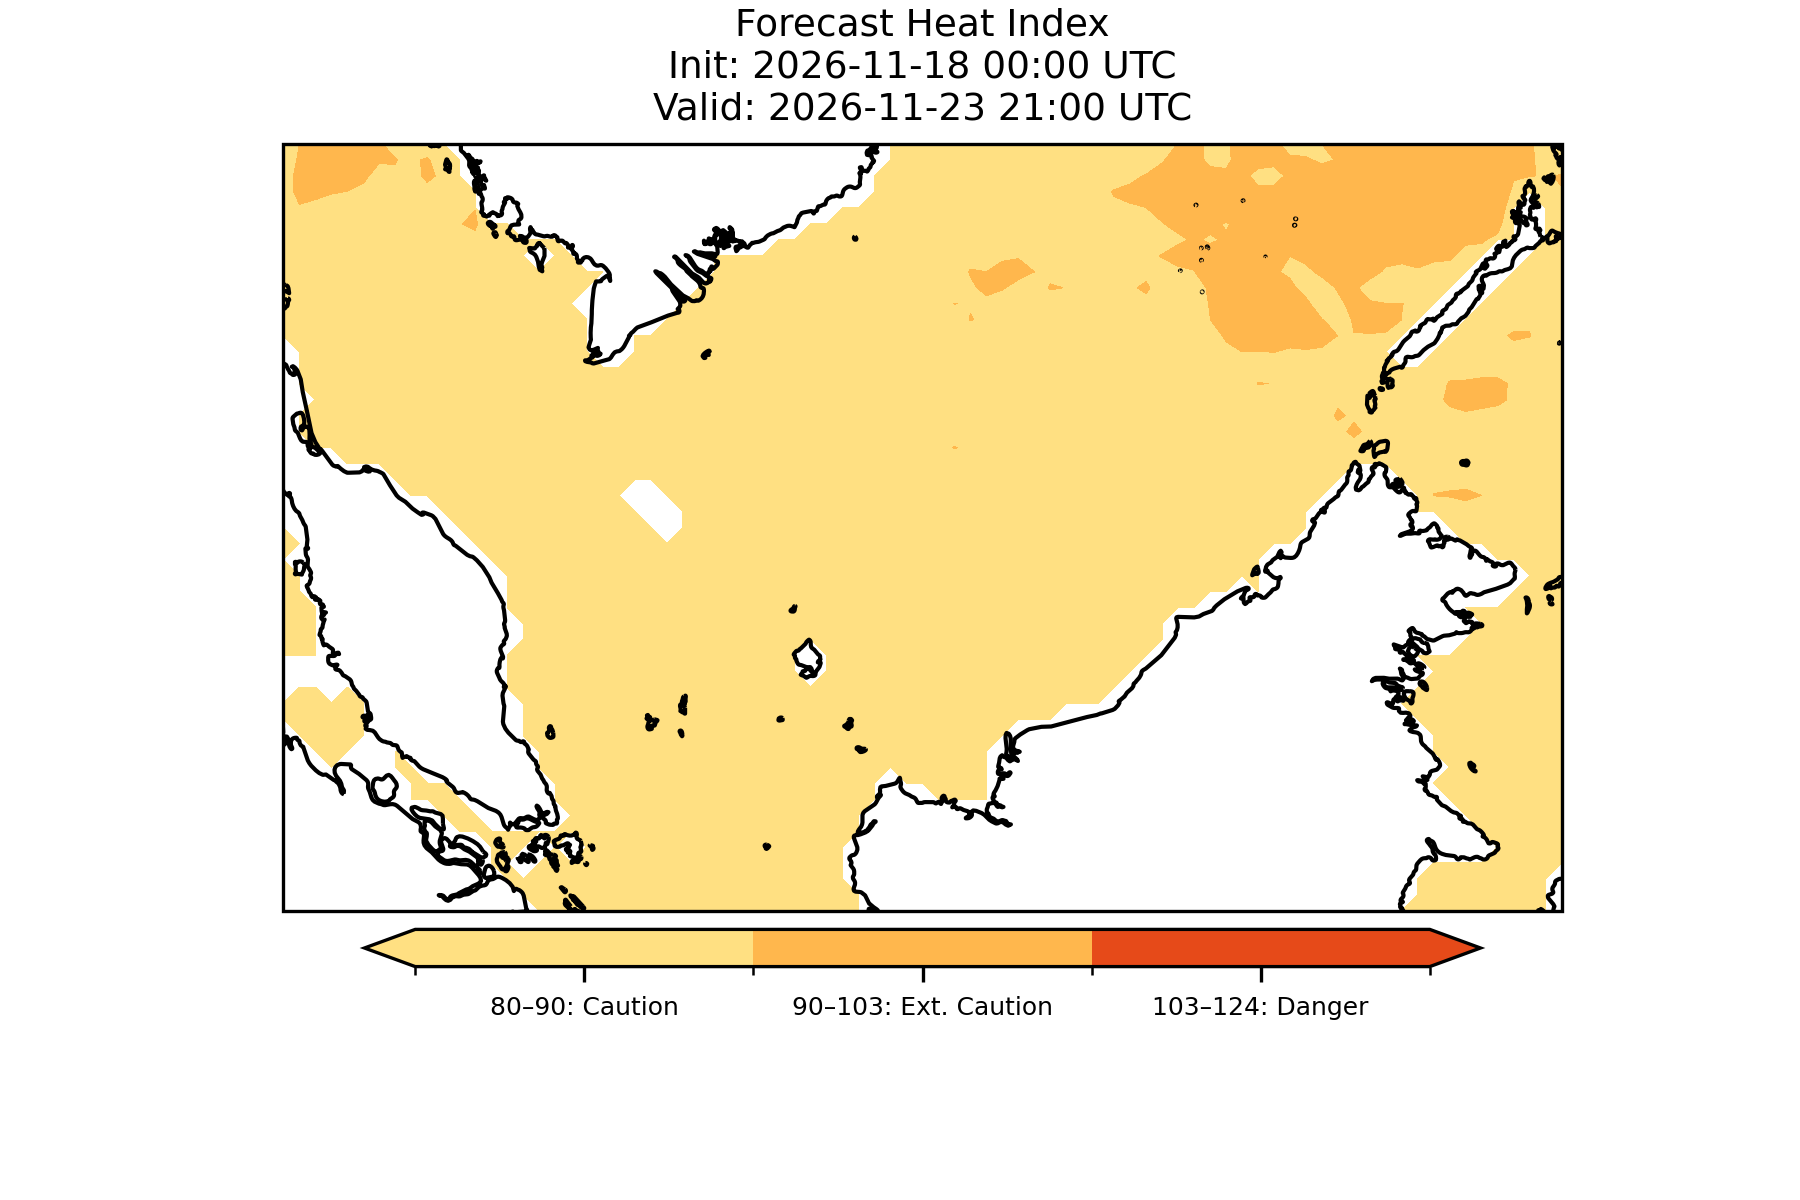 Forecast Heat Index
Init: 2026-11-18 00:00 UTC
Valid: 2026-11-23 21:00 UTC
80–90: Caution
90–103: Ext. Caution
103–124: Danger